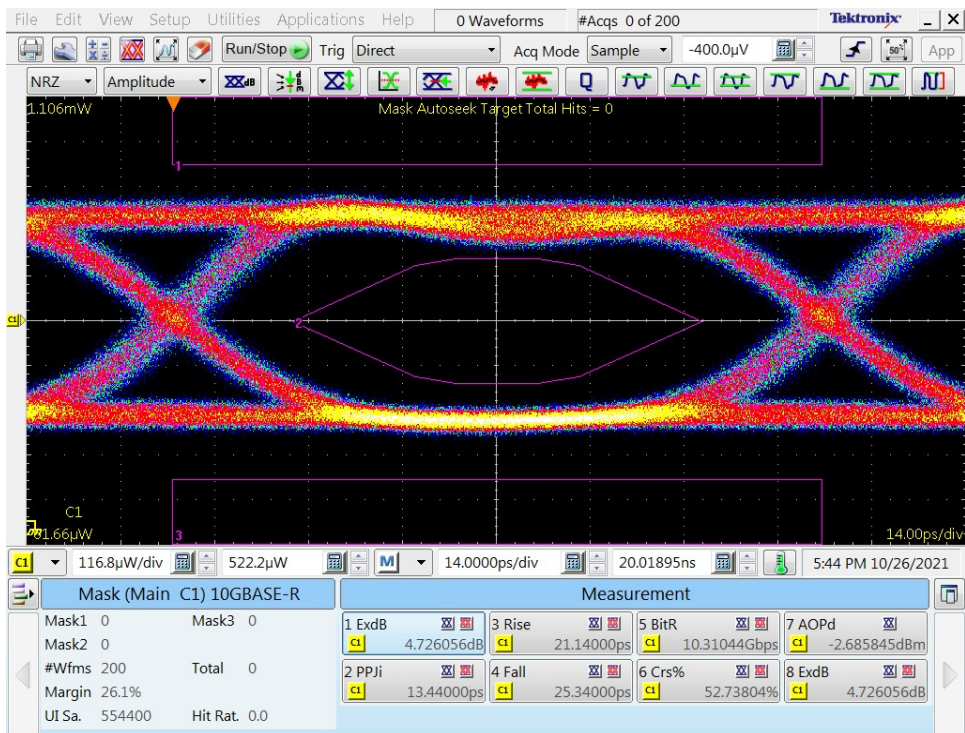 File Edit View Setup Utilities Applications Help 0 Waveforms #Acqs 0 of 200 Tektronix
Run/Stop Trig Direct Acq Mode Sample -400.0µV 50% App
NRZ Amplitude dB Q
1.106mW Mask Autoseek Target Total Hits = 0
1
C1 2
C1
3 14.00ps/div
C1 116.8µW/div 522.2µW M 14.0000ps/div 20.01895ns 5:44 PM 10/26/2021
Mask (Main C1) 10GBASE-R Measurement
Mask1 0 Mask3 0 1 ExdB 3 Rise 5 BitR 7 AOPd
Mask2 0 C1 4.726056dB C1 21.14000ps C1 10.31044Gbps C1 -2.685845dBm
#Wfms 200 Total 0 2 PPJi 4 Fall 6 Crs% 8 ExdB
Margin 26.1% C1 13.44000ps C1 25.34000ps C1 52.73804% C1 4.726056dB
UI Sa. 554400 Hit Rat. 0.0